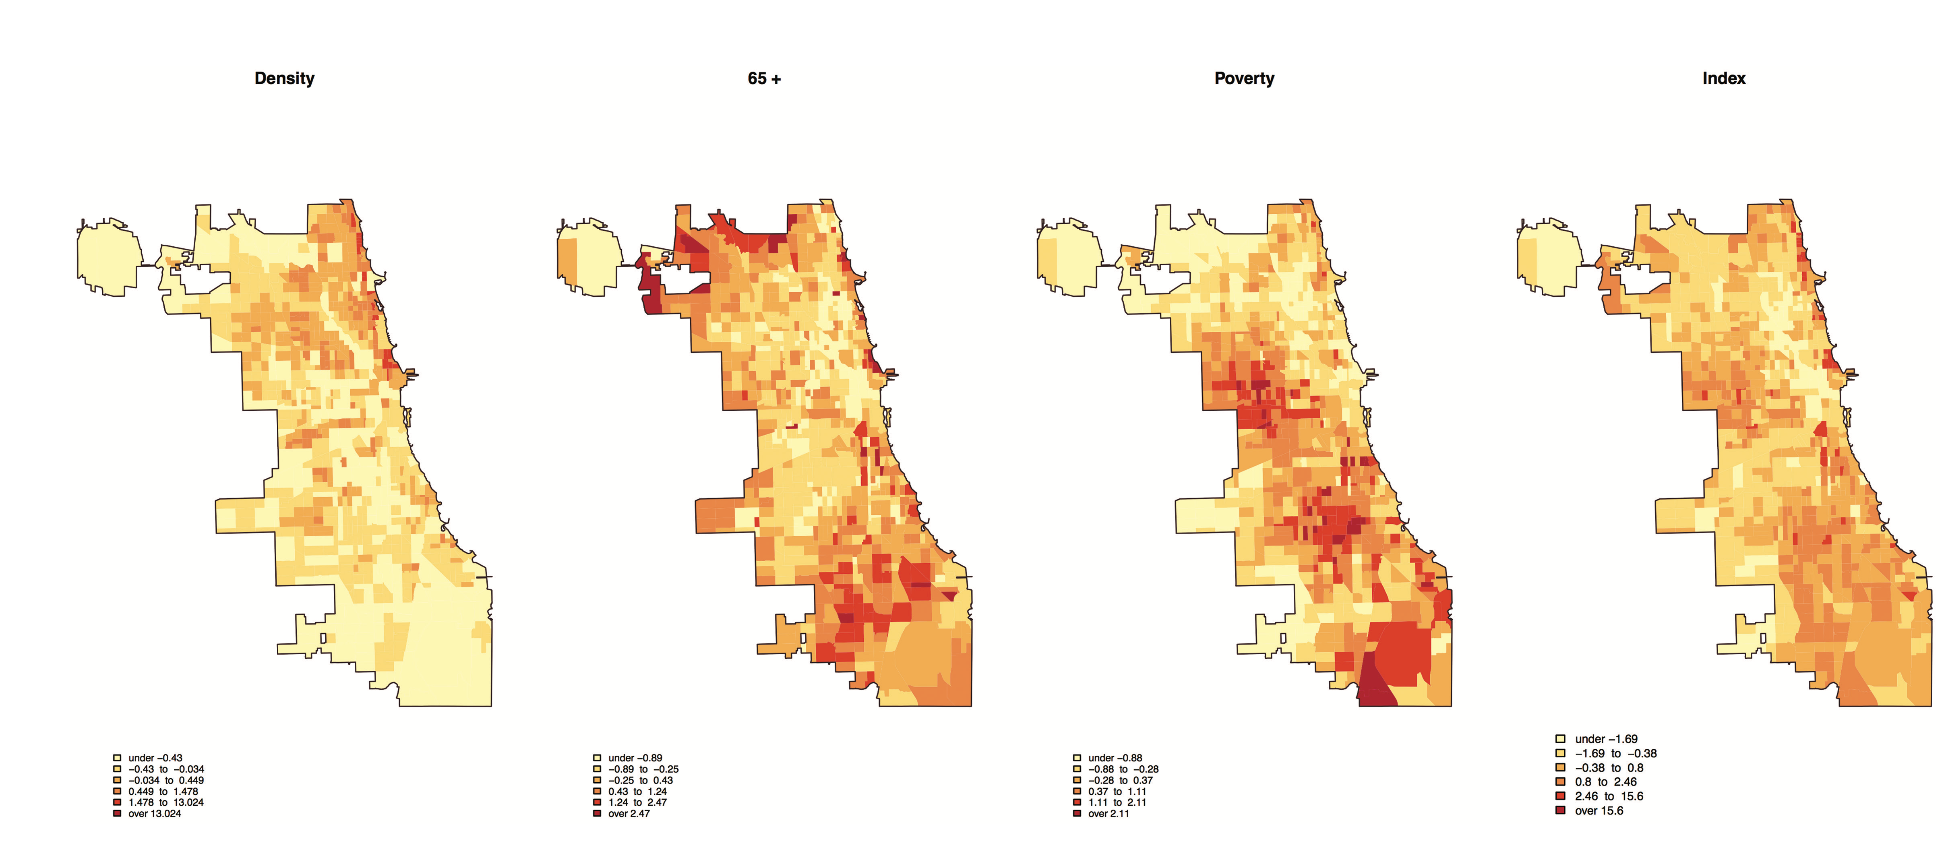 Density
65 +
Poverty
Index
under −0.43
−0.43 to −0.034
−0.034 to 0.449
0.449 to 1.478
1.478 to 13.024
over 13.024
under −0.89
−0.89 to −0.25
−0.25 to 0.43
0.43 to 1.24
1.24 to 2.47
over 2.47
under −0.88
−0.88 to −0.28
−0.28 to 0.37
0.37 to 1.11
1.11 to 2.11
over 2.11
under −1.69
−1.69 to −0.38
−0.38 to 0.8
0.8 to 2.46
2.46 to 15.6
over 15.6